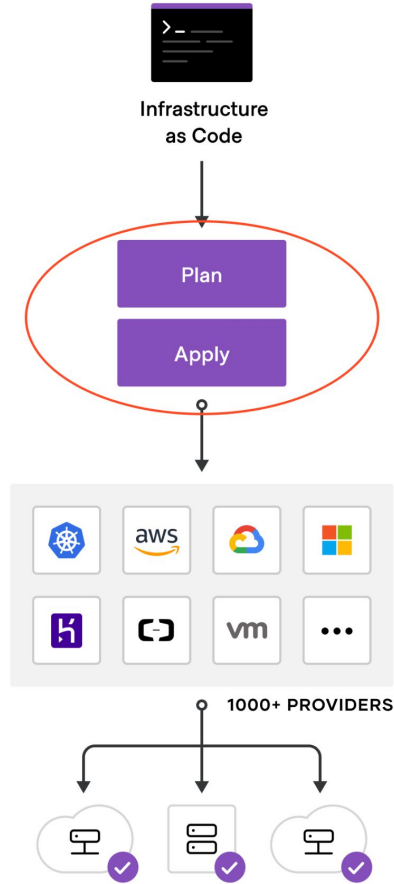 Infrastructure
as Code
Plan
Apply
aws
vm
1000+ PROVIDERS